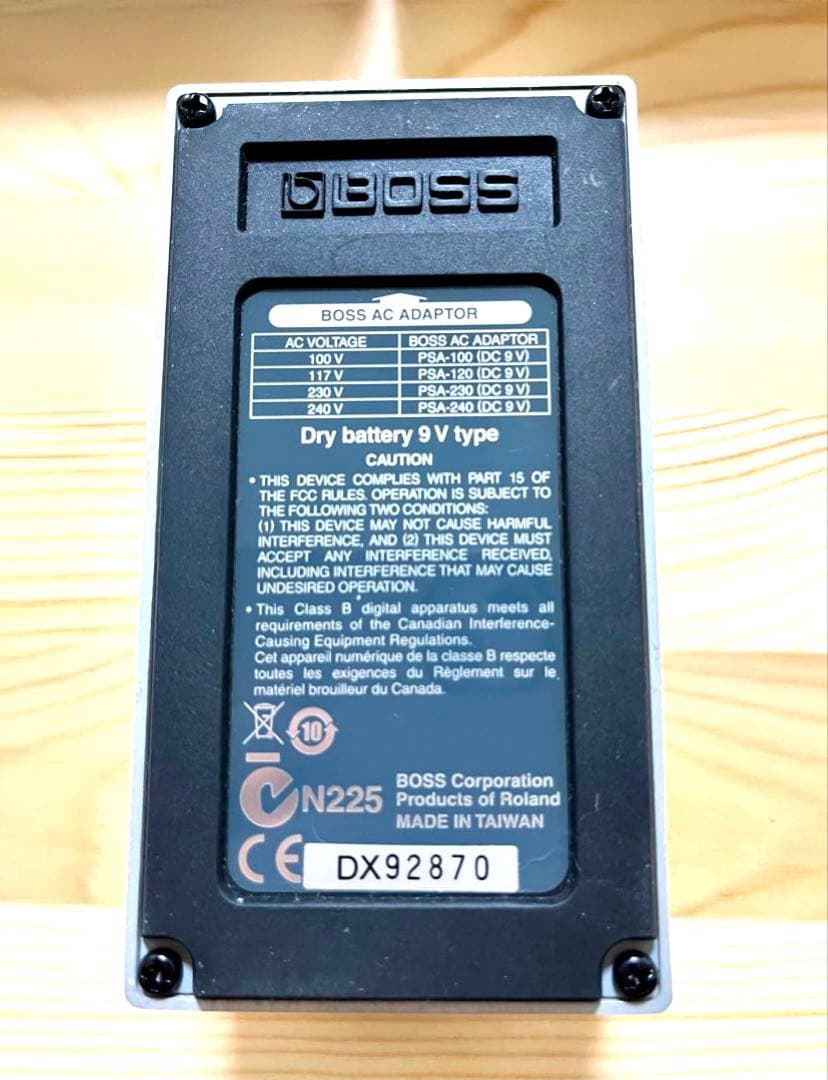 BOSS
BOSS AC ADAPTOR
AC VOLTAGE BOSS AC ADAPTOR
100 V PSA-100 (DC 9 V)
117 V PSA-120 (DC 9 V)
230 V PSA-230 (DC 9 V)
240 V PSA-240 (DC 9 V)
Dry battery 9 V type
CAUTION
• THIS DEVICE COMPLIES WITH PART 15 OF
THE FCC RULES. OPERATION IS SUBJECT TO
THE FOLLOWING TWO CONDITIONS:
(1) THIS DEVICE MAY NOT CAUSE HARMFUL
INTERFERENCE, AND (2) THIS DEVICE MUST
ACCEPT ANY INTERFERENCE RECEIVED,
INCLUDING INTERFERENCE THAT MAY CAUSE
UNDESIRED OPERATION.
• This Class B digital apparatus meets all
requirements of the Canadian Interference-
Causing Equipment Regulations.
Cet appareil numérique de la classe B respecte
toutes les exigences du Règlement sur le
matériel brouilleur du Canada.
10
N225
BOSS Corporation
Products of Roland
MADE IN TAIWAN
CE
DX92870